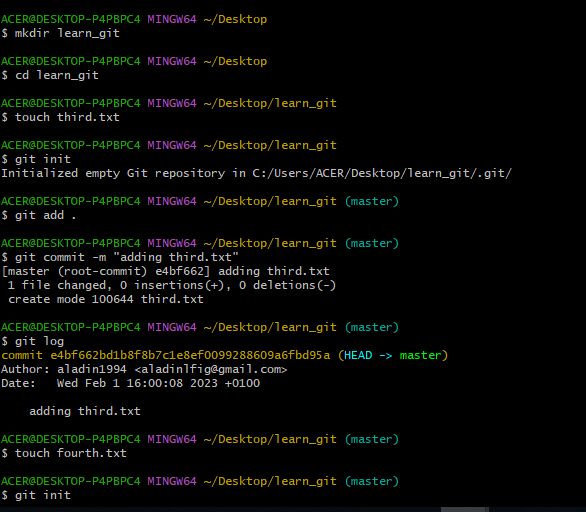 ACER@DESKTOP-P4PBPC4 MINGW64 ~/Desktop
$ mkdir learn_git
ACER@DESKTOP-P4PBPC4 MINGW64 ~/Desktop
$ cd learn_git
ACER@DESKTOP-P4PBPC4 MINGW64 ~/Desktop/learn_git
$ touch third.txt
ACER@DESKTOP-P4PBPC4 MINGW64 ~/Desktop/learn_git
$ git init
Initialized empty Git repository in C:/Users/ACER/Desktop/learn_git/.git/
ACER@DESKTOP-P4PBPC4 MINGW64 ~/Desktop/learn_git (master)
$ git add .
ACER@DESKTOP-P4PBPC4 MINGW64 ~/Desktop/learn_git (master)
$ git commit -m "adding third.txt"
[master (root-commit) e4bf662] adding third.txt
 1 file changed, 0 insertions(+), 0 deletions(-)
 create mode 100644 third.txt
ACER@DESKTOP-P4PBPC4 MINGW64 ~/Desktop/learn_git (master)
$ git log
commit e4bf662bd1b8f8b7c1e8ef0099288609a6fbd95a (HEAD -> master)
Author: aladin1994 <aladinlfig@gmail.com>
Date:   Wed Feb 1 16:00:08 2023 +0100
    adding third.txt
ACER@DESKTOP-P4PBPC4 MINGW64 ~/Desktop/learn_git (master)
$ touch fourth.txt
ACER@DESKTOP-P4PBPC4 MINGW64 ~/Desktop/learn_git (master)
$ git init